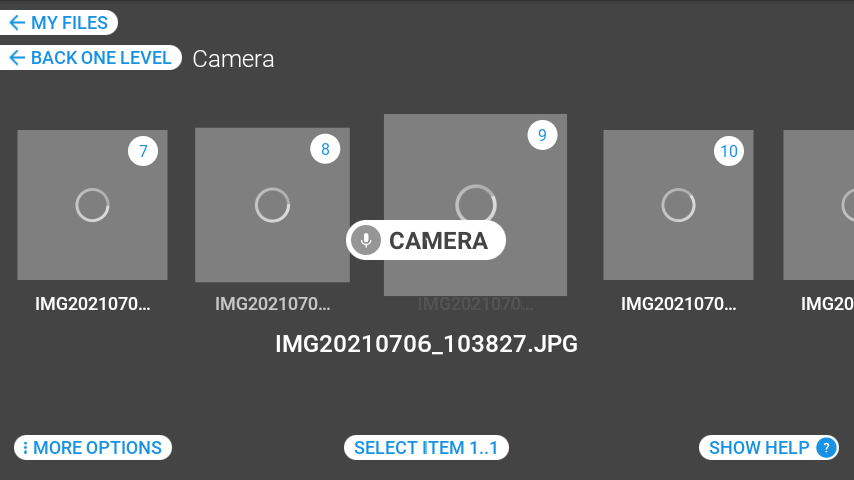 MY FILES
BACK ONE LEVEL
Camera
7
8
9
10
CAMERA
IMG2021070...
IMG2021070...
IMG2021070...
IMG2021070...
IMG20
IMG20210706_103827.JPG
MORE OPTIONS
SELECT ITEM 1..1
SHOW HELP ?